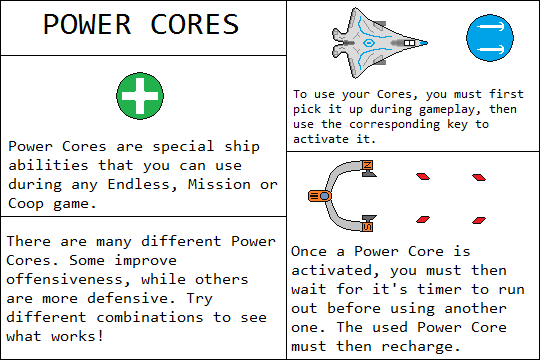 POWER CORES
Power Cores are special ship
abilities that you can use
during any Endless, Mission or
Coop game.
There are many different Power
Cores. Some improve
offensiveness, while others
are more defensive. Try
different combinations to see
what works!
To use your Cores, you must first
pick it up during gameplay, then
use the corresponding key to
activate it.
N
S
Once a Power Core is
activated, you must then
wait for it's timer to run
out before using another
one. The used Power Core
must then recharge.